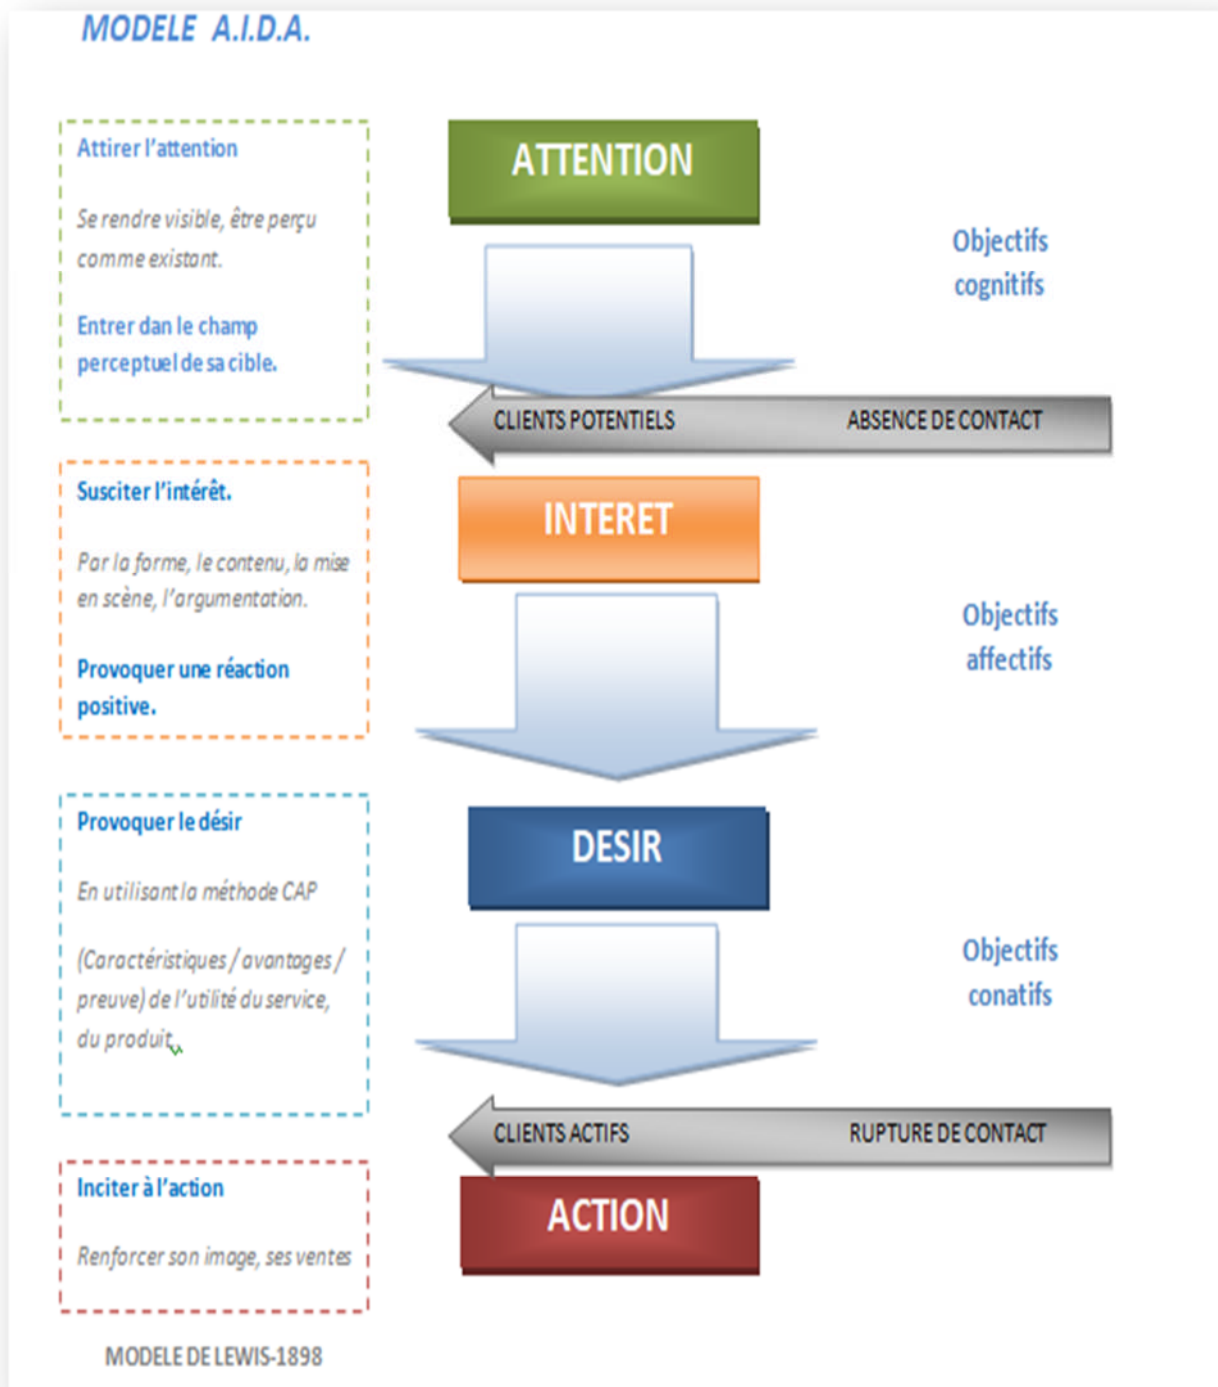 MODELE A.I.D.A.
Attirer l'attention
Se rendre visible, être perçu
comme existant.
Entrer dan le champ
perceptuel de sa cible.
ATTENTION
Objectifs
cognitifs
CLIENTS POTENTIELS ABSENCE DE CONTACT
Susciter l'intérêt.
Par la forme, le contenu, la mise
en scène, l'argumentation.
Provoquer une réaction
positive.
INTERET
Objectifs
affectifs
Provoquer le désir
En utilisant la méthode CAP
(Caractéristiques / avantages /
preuve) de l'utilité du service,
du produit.
DESIR
Objectifs
conatifs
CLIENTS ACTIFS RUPTURE DE CONTACT
Inciter à l'action
Renforcer son image, ses ventes
ACTION
MODELE DE LEWIS-1898